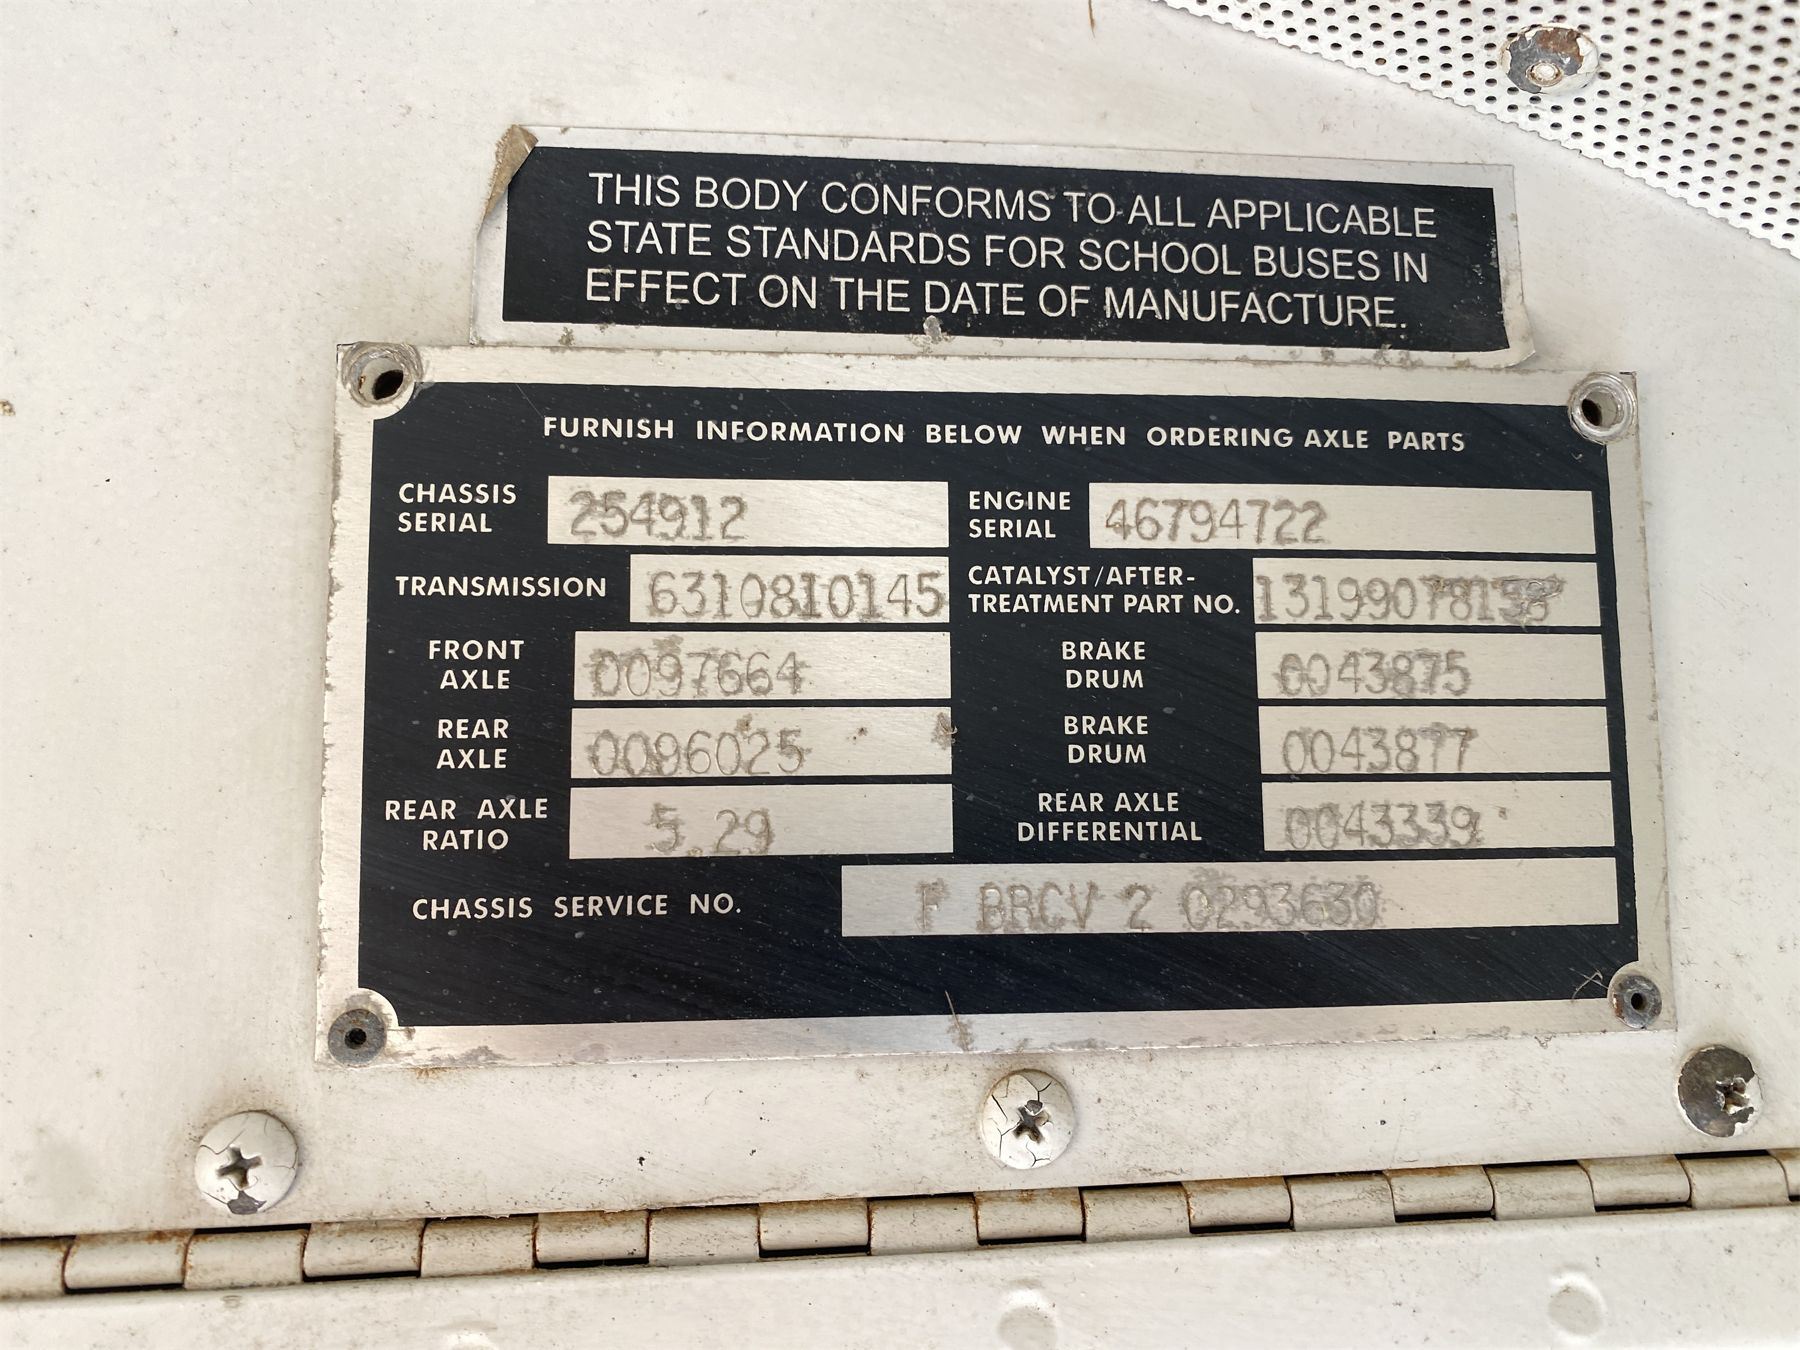 THIS BODY CONFORMS TO ALL APPLICABLE
STATE STANDARDS FOR SCHOOL BUSES IN
EFFECT ON THE DATE OF MANUFACTURE.
FURNISH INFORMATION BELOW WHEN ORDERING AXLE PARTS
CHASSIS SERIAL 254912
ENGINE SERIAL 46794722
TRANSMISSION 6310810145
CATALYST/AFTER-
TREATMENT PART NO.
FRONT AXLE 0097664
BRAKE DRUM 0043875
REAR AXLE 0096025
BRAKE DRUM 0043877
REAR AXLE RATIO 5.29
REAR AXLE DIFFERENTIAL 0043339
CHASSIS SERVICE NO. F BRCV 2 0293630